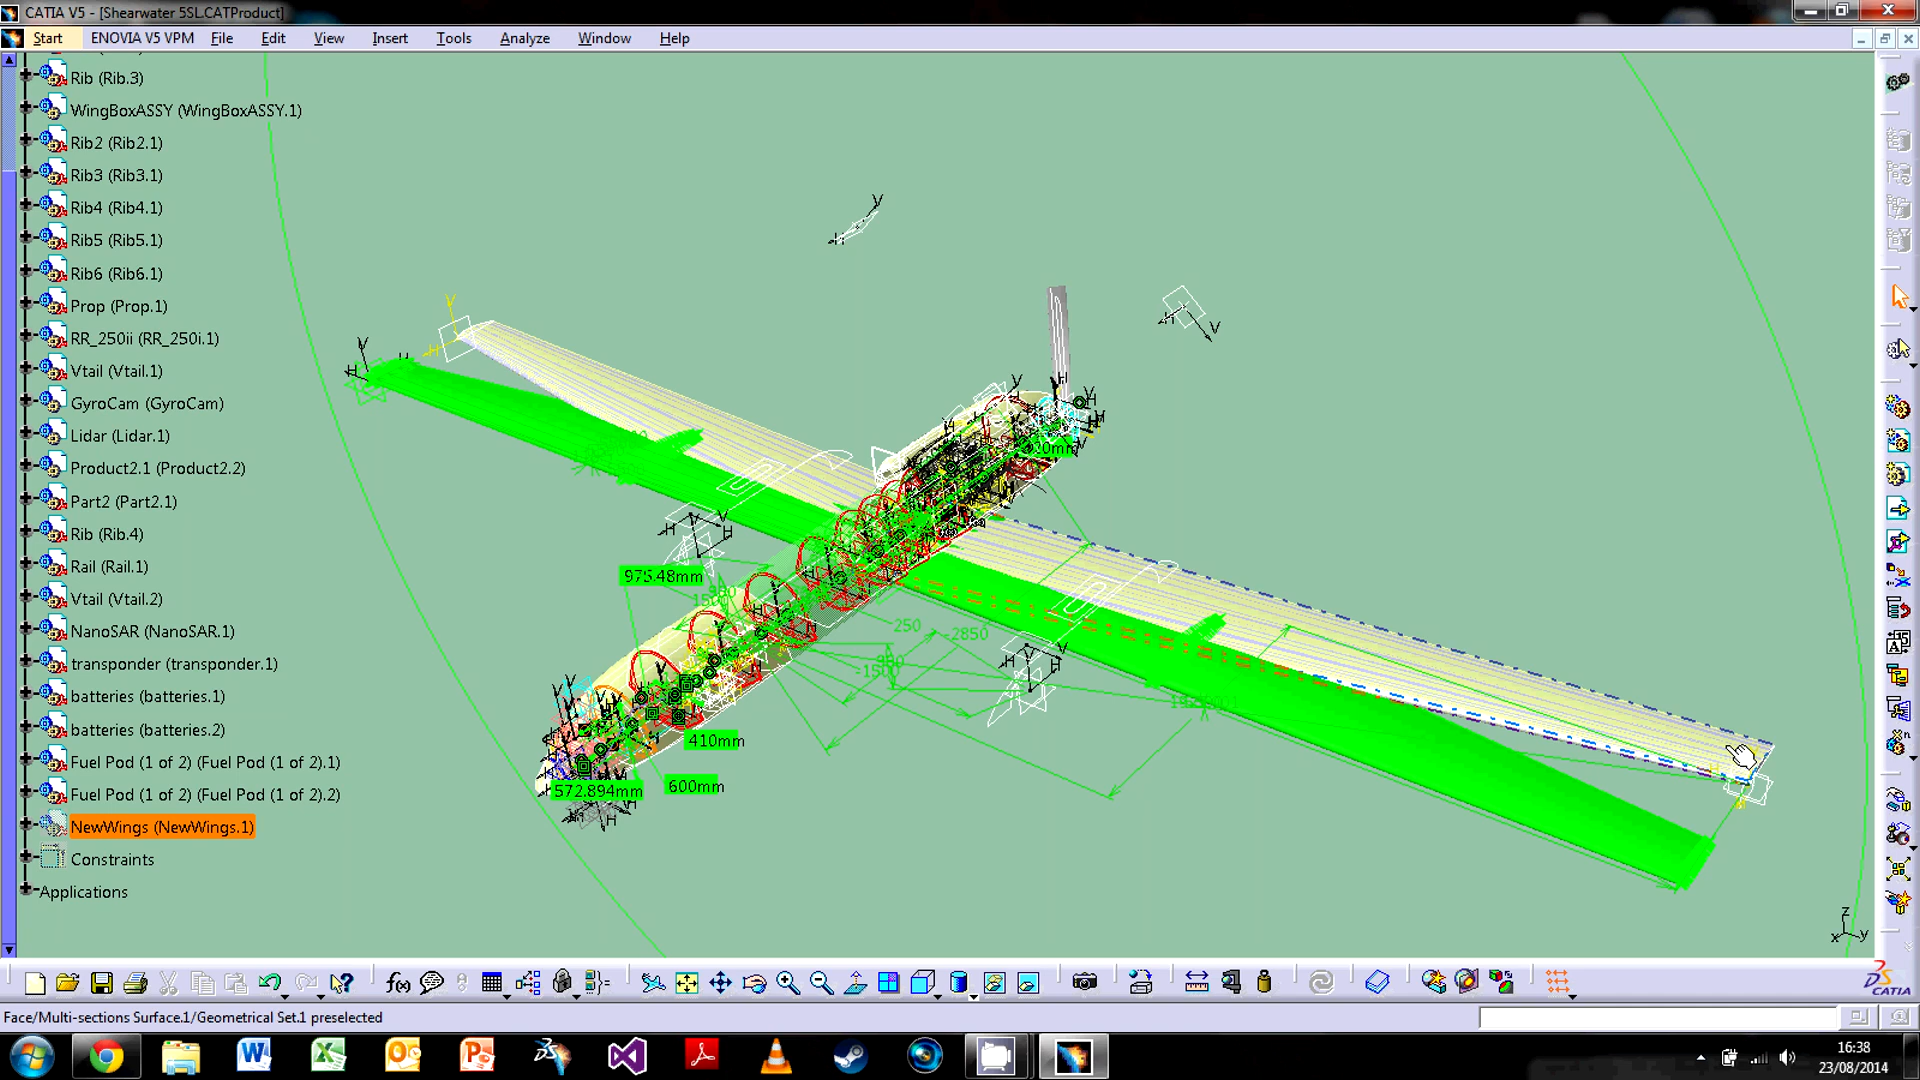 CATIA V5 - [Shearwater 5SL.CATProduct]
Start ENOVIA V5 VPM File Edit View Insert Tools Analyze Window Help
Rib (Rib.3)
WingBoxASSY (WingBoxASSY.1)
Rib2 (Rib2.1)
Rib3 (Rib3.1)
Rib4 (Rib4.1)
Rib5 (Rib5.1)
Rib6 (Rib6.1)
Prop (Prop.1)
RR_250ii (RR_250i.1)
Vtail (Vtail.1)
GyroCam (GyroCam)
Lidar (Lidar.1)
Product2.1 (Product2.2)
Part2 (Part2.1)
Rib (Rib.4)
Rail (Rail.1)
Vtail (Vtail.2)
NanoSAR (NanoSAR.1)
transponder (transponder.1)
batteries (batteries.1)
batteries (batteries.2)
Fuel Pod (1 of 2) (Fuel Pod (1 of 2).1)
Fuel Pod (1 of 2) (Fuel Pod (1 of 2).2)
NewWings (NewWings.1)
Constraints
Applications
V
H
V
H
V
H
V
H
975.48mm
250
-2850
-1500
410mm
600mm
572.894mm
z
x y
CATIA
Face/Multi-sections Surface.1/Geometrical Set.1 preselected
16:38
23/08/2014